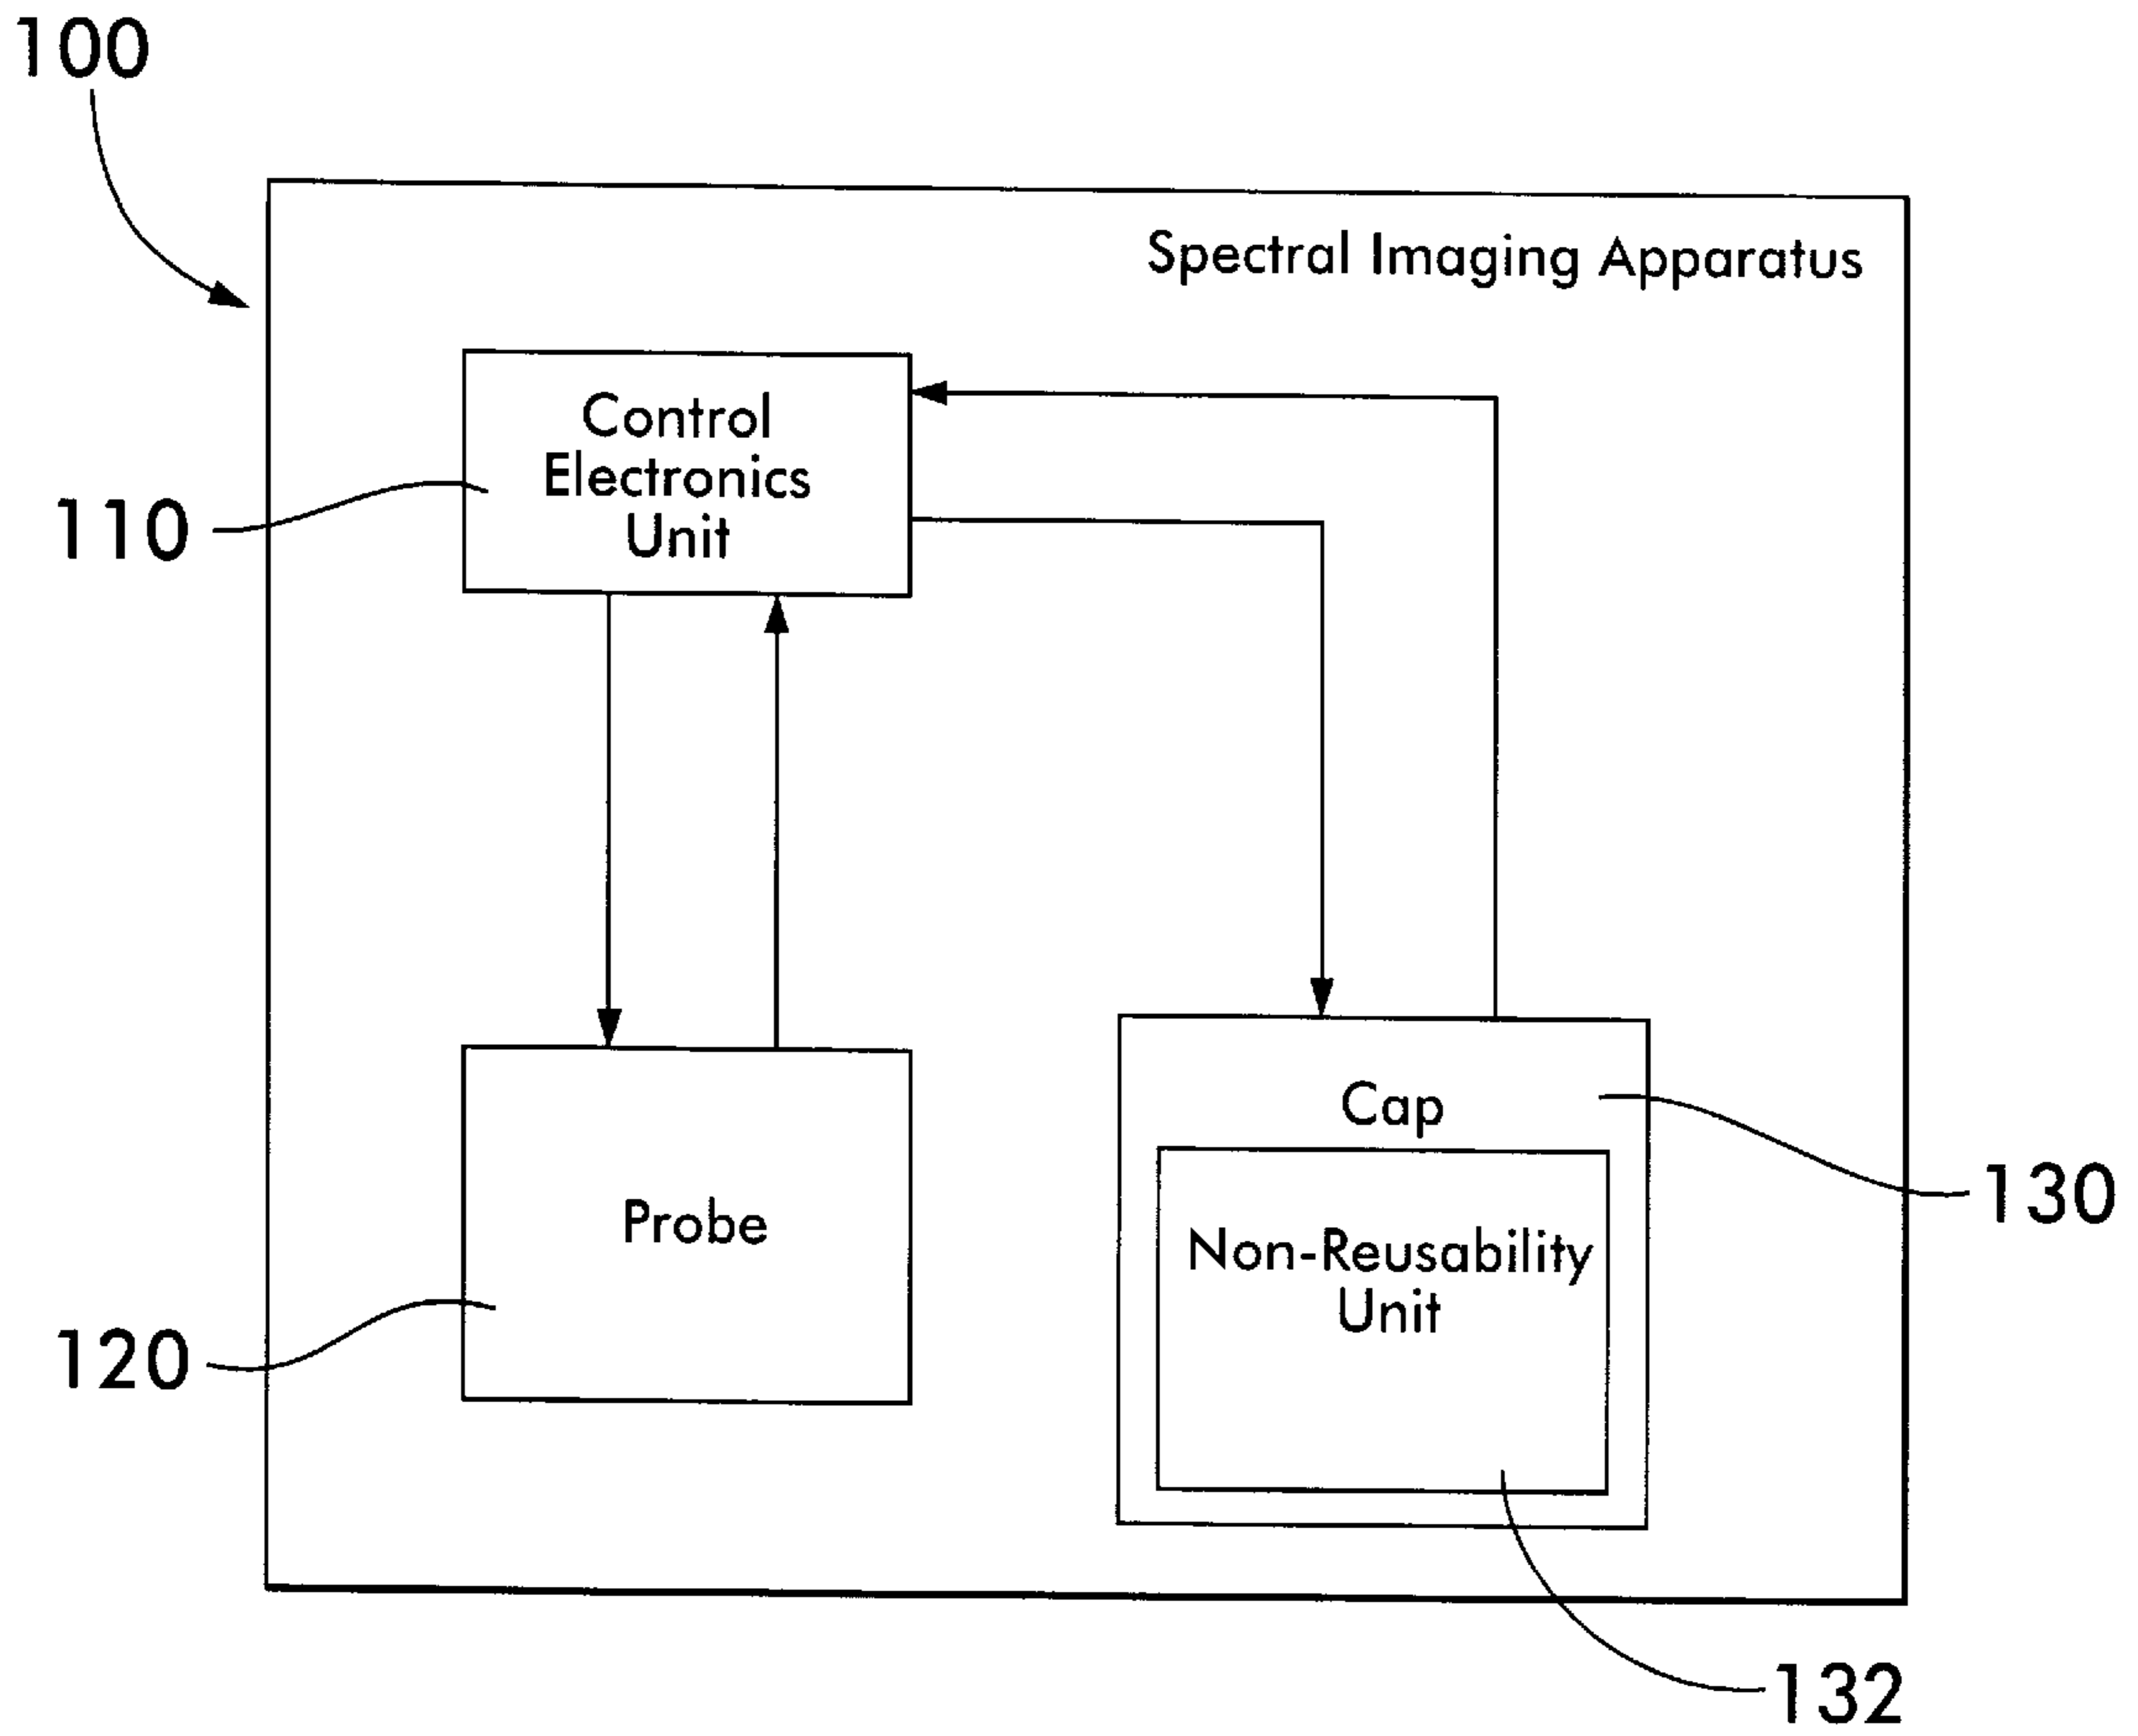 100
Spectral Imaging Apparatus
Control
Electronics
Unit
110
Cap
130
Probe
Non-Reusability
Unit
120
132